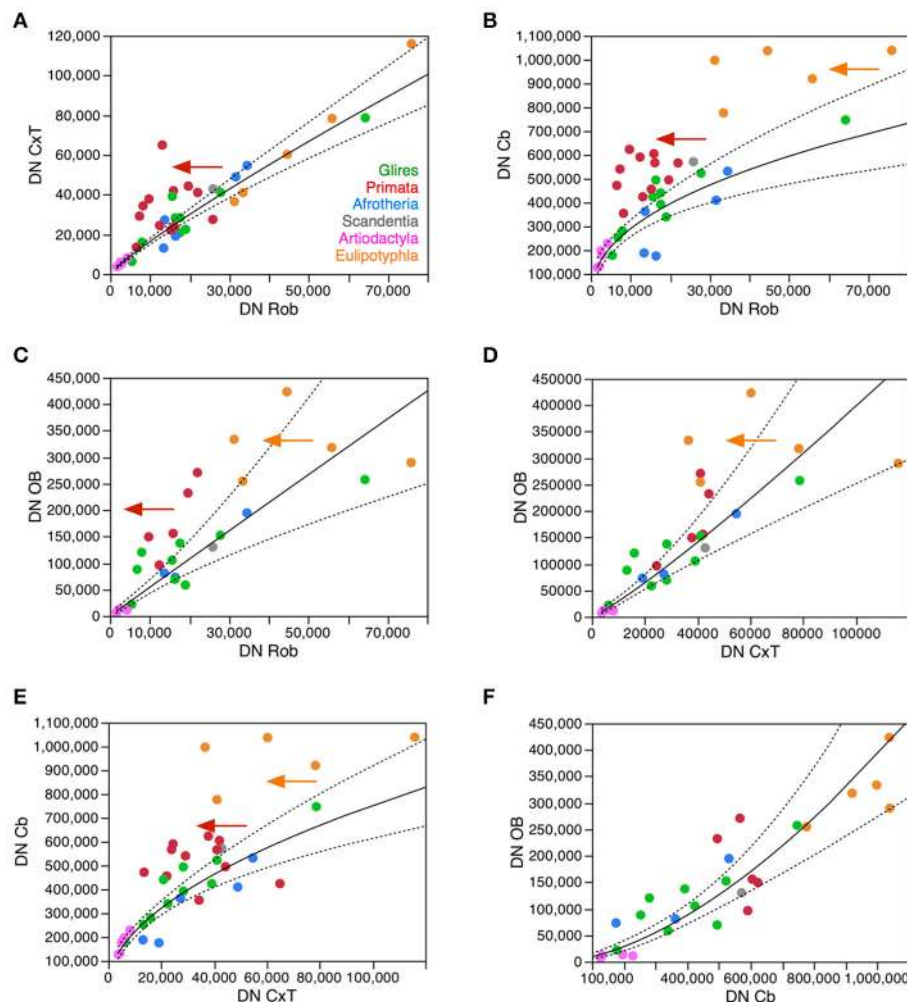 A
120,000
100,000
80,000
60,000
40,000
20,000
0
DN CxT
0 10,000 30,000 50,000 70,000
DN Rob
Glires
Primata
Afrotheria
Scandentia
Artiodactyla
Eulipotyphla
B
1,100,000
1,000,000
900,000
800,000
700,000
600,000
500,000
400,000
300,000
200,000
100,000
DN Cb
0 10,000 30,000 50,000 70,000
DN Rob
C
450,000
400,000
350,000
300,000
250,000
200,000
150,000
100,000
50,000
0
DN OB
0 10,000 30,000 50,000 70,000
DN Rob
D
450000
400000
350000
300000
250000
200000
150000
100000
50000
0
DN OB
0 20000 40000 60000 80000 100000
DN CxT
E
1,100,000
1,000,000
900,000
800,000
700,000
600,000
500,000
400,000
300,000
200,000
100,000
DN Cb
0 20,000 40,000 60,000 80,000 100,000
DN CxT
F
450,000
400,000
350,000
300,000
250,000
200,000
150,000
100,000
50,000
0
DN OB
100,000 400,000 600,000 800,000 1,000,000
DN Cb